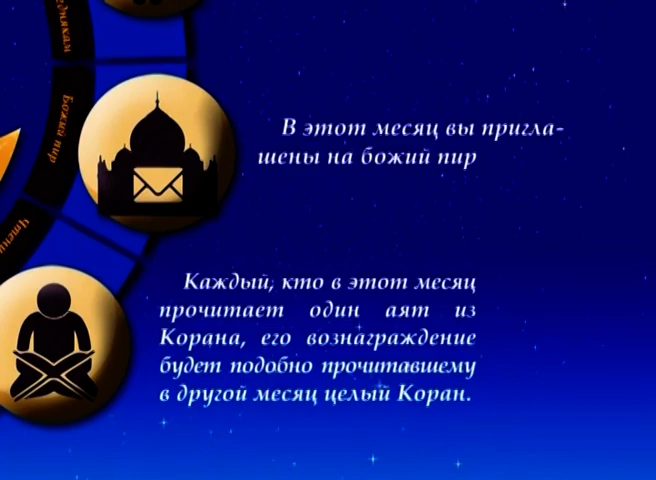 В этот месяц вы пригла-
шены на божий пир
Божий пир
Каждый, кто в этот месяц
прочитает один аят из
Корана, его вознаграждение
будет подобно прочитавшему
в другой месяц целый Коран.